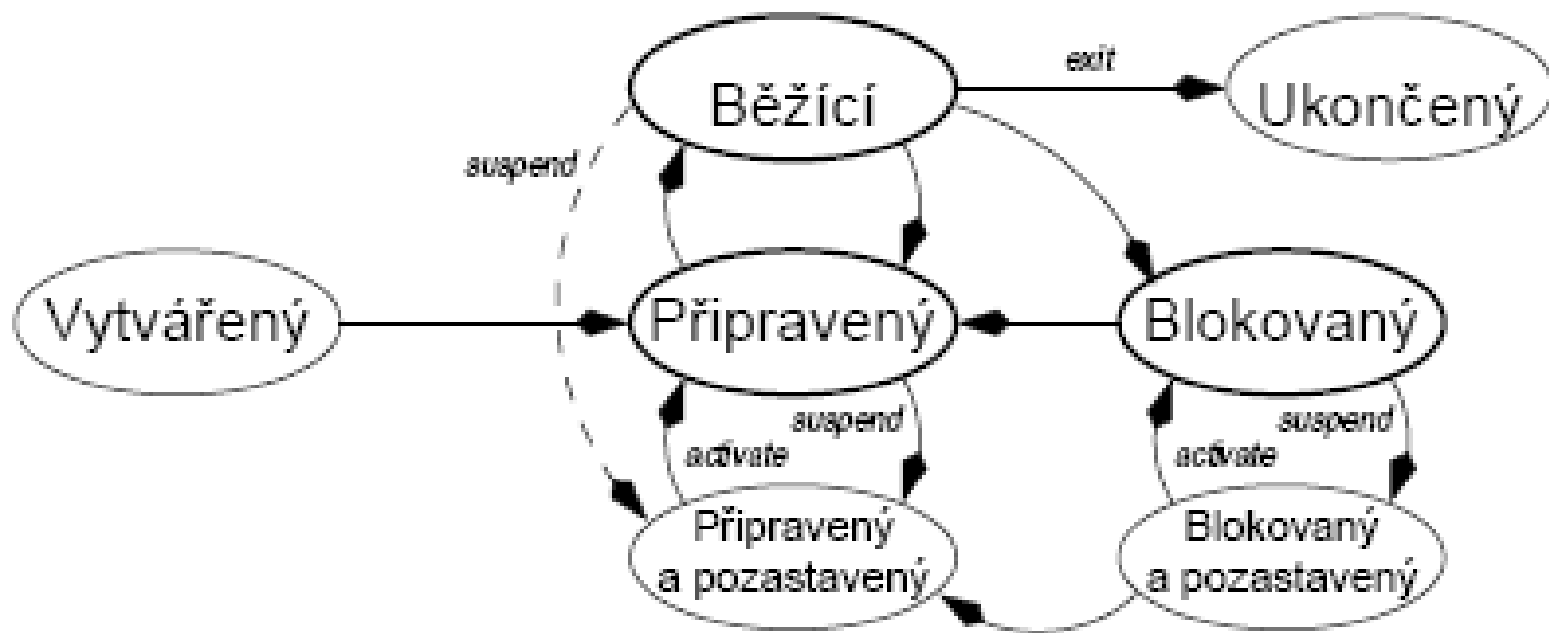 exit
Běžící
Ukončený
suspend
Vytvářený
Připravený
Blokovaný
suspend
activate
suspend
activate
Připravený
a pozastavený
Blokovaný
a pozastavený